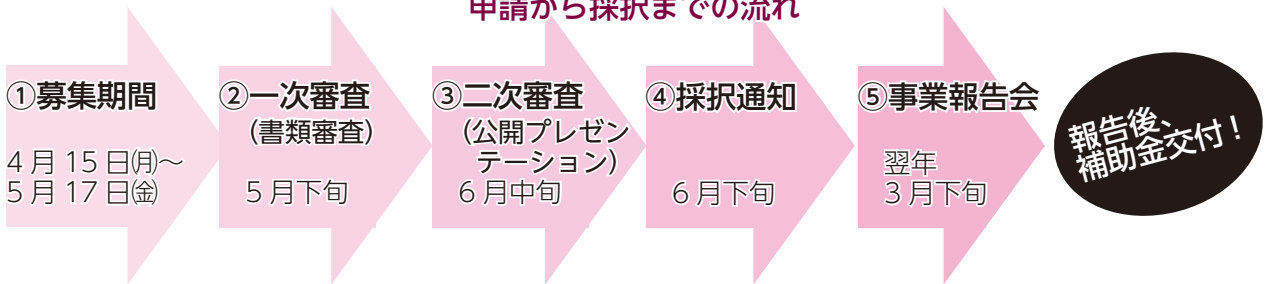 申請から採択までの流れ
①募集期間
4月15日㈪～
5月17日㈮
②一次審査
(書類審査)
5月下旬
③二次審査
(公開プレゼン
テーション)
6月中旬
④採択通知
6月下旬
⑤事業報告会
翌年
3月下旬
報告後、
補助金交付！